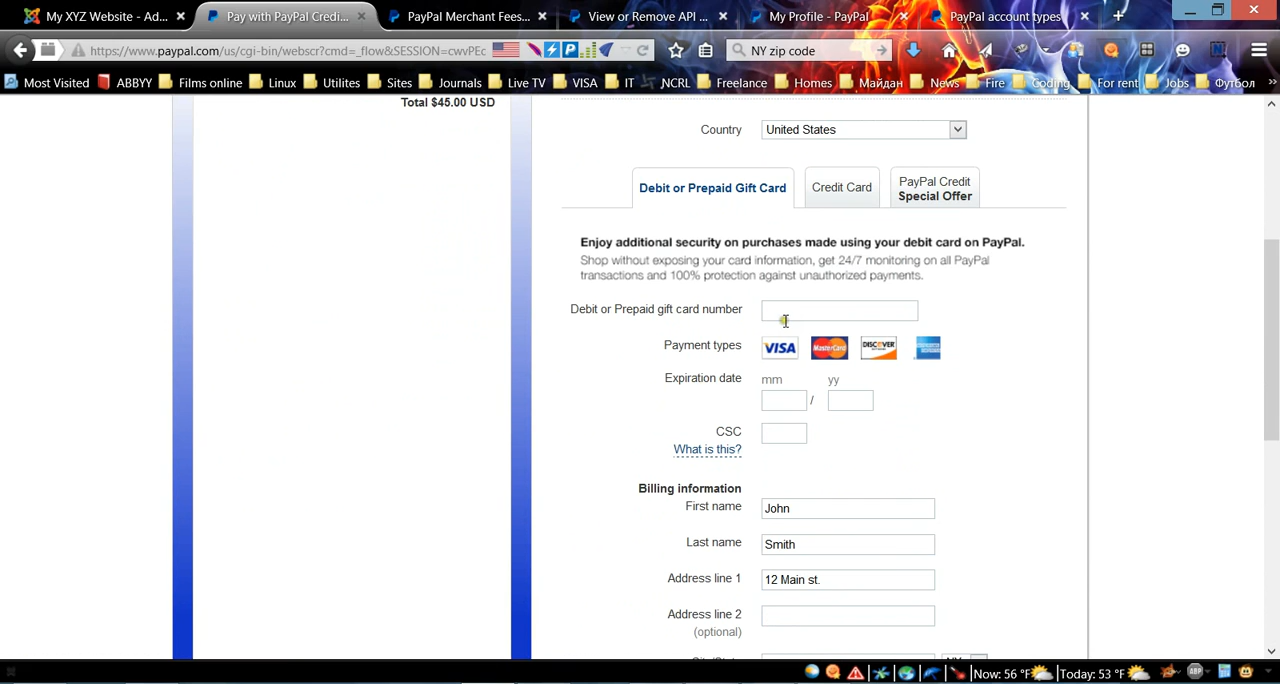 My XYZ Website - Ad...
Pay with PayPal Credi...
PayPal Merchant Fees...
View or Remove API ...
My Profile - PayPal
PayPal account types
https://www.paypal.com/us/cgi-bin/webscr?cmd=_flow&SESSION=cwvPEc
NY zip code
Most Visited
ABBYY
Films online
Linux
Utilites
Sites
Journals
Live TV
VISA
IT
NCRL
Freelance
Homes
Майдан
News
Fire
Coding
For rent
Jobs
Футбол
Total $45.00 USD
Country
United States
Debit or Prepaid Gift Card
Credit Card
PayPal Credit
Special Offer
Enjoy additional security on purchases made using your debit card on PayPal.
Shop without exposing your card information, get 24/7 monitoring on all PayPal
transactions and 100% protection against unauthorized payments.
Debit or Prepaid gift card number
Payment types
VISA
MasterCard
DISCOVER
Expiration date
mm
yy
/
CSC
What is this?
Billing information
First name
John
Last name
Smith
Address line 1
12 Main st.
Address line 2
(optional)
ABP
Now: 56 °F
Today: 53 °F